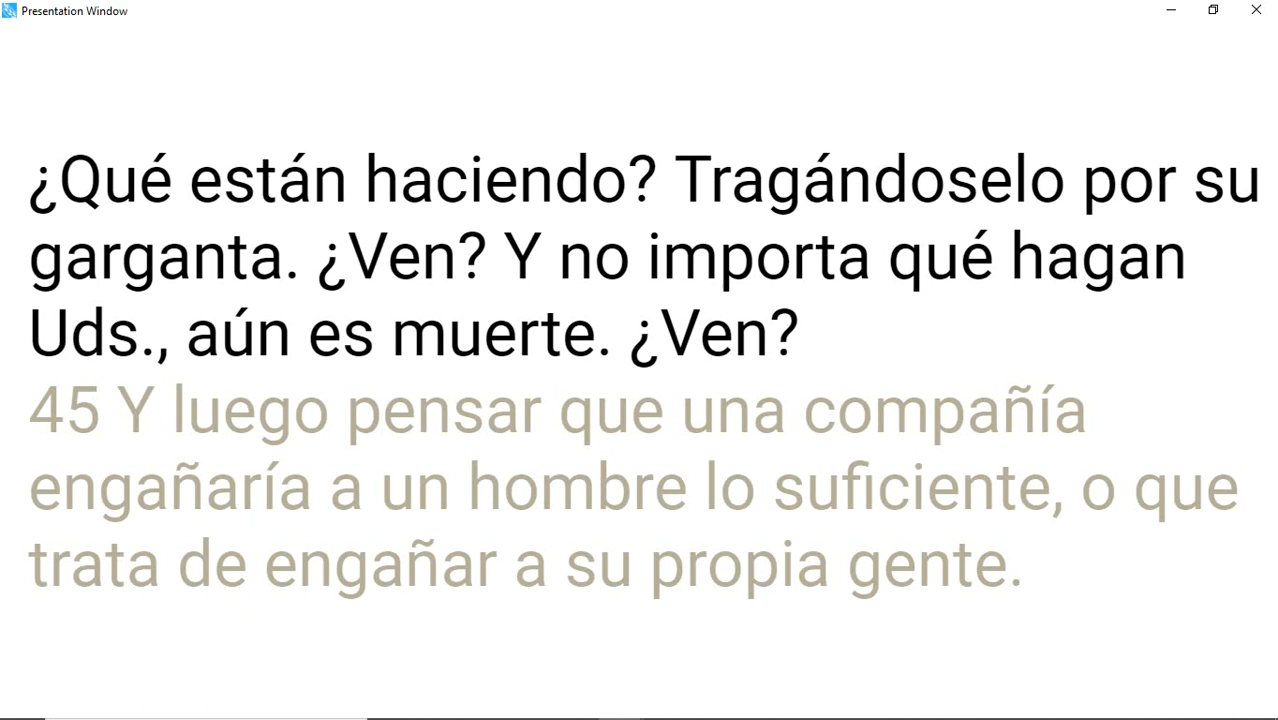 Presentation Window
¿Qué están haciendo? Tragándoselo por su
garganta. ¿Ven? Y no importa qué hagan
Uds., aún es muerte. ¿Ven?
45 Y luego pensar que una compañía
engañaría a un hombre lo suficiente, o que
trata de engañar a su propia gente.